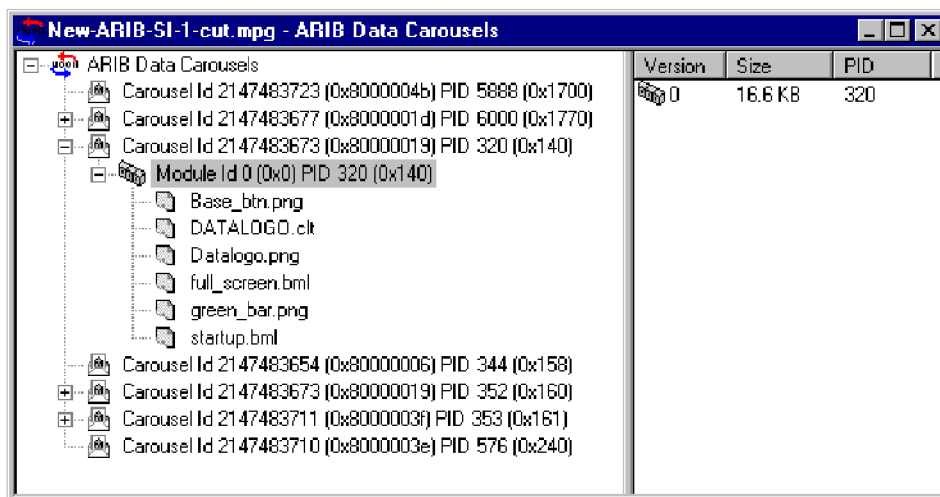 New-ARIB-SI-1-cut.mpg - ARIB Data Carousels
ARIB Data Carousels
Version Size PID
Carousel Id 2147483723 (0x8000004b) PID 5888 (0x1700)
0 16.6 KB 320
Carousel Id 2147483677 (0x8000001d) PID 6000 (0x1770)
Carousel Id 2147483673 (0x80000019) PID 320 (0x140)
Module Id 0 (0x0) PID 320 (0x140)
Base_btn.png
DATALOGO.clt
Datalogo.png
full_screen.bml
green_bar.png
startup.bml
Carousel Id 2147483654 (0x80000006) PID 344 (0x158)
Carousel Id 2147483673 (0x80000019) PID 352 (0x160)
Carousel Id 2147483711 (0x8000003f) PID 353 (0x161)
Carousel Id 2147483710 (0x8000003e) PID 576 (0x240)